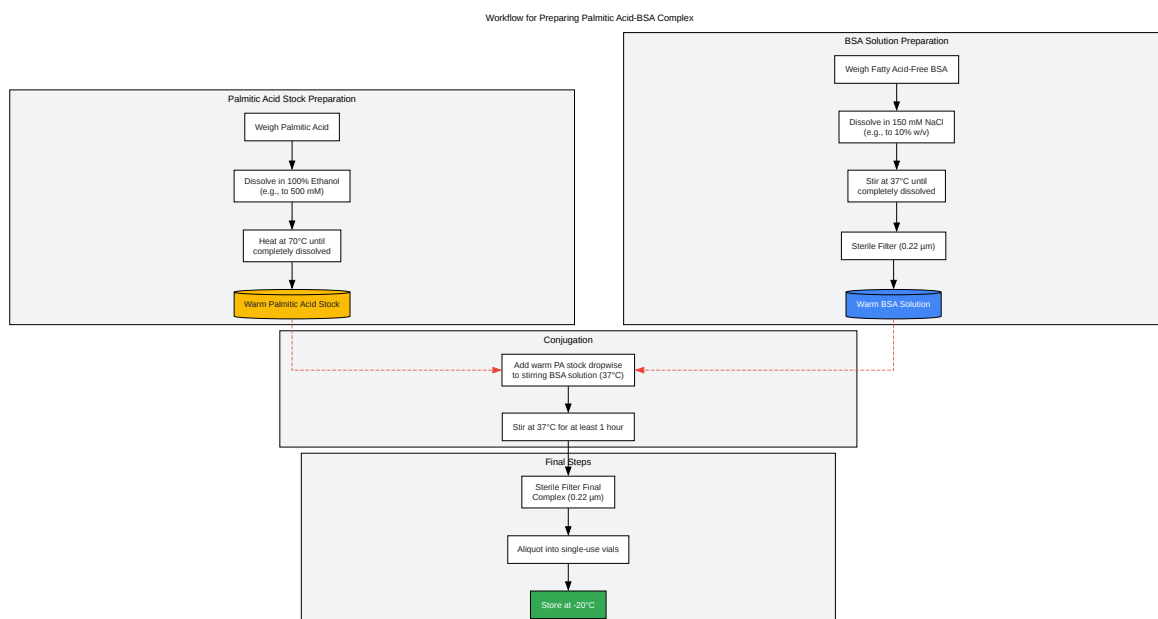 Workflow for Preparing Palmitic Acid-BSA Complex
Palmitic Acid Stock Preparation
Weigh Palmitic Acid
Dissolve in 100% Ethanol
(e.g., to 500 mM)
Heat at 70°C until
completely dissolved
Warm Palmitic Acid Stock
BSA Solution Preparation
Weigh Fatty Acid-Free BSA
Dissolve in 150 mM NaCl
(e.g., to 10% w/v)
Stir at 37°C until
completely dissolved
Sterile Filter (0.22 µm)
Warm BSA Solution
Conjugation
Add warm PA stock dropwise
to stirring BSA solution (37°C)
Stir at 37°C for at least 1 hour
Final Steps
Sterile Filter Final
Complex (0.22 µm)
Aliquot into single-use vials
Store at -20°C